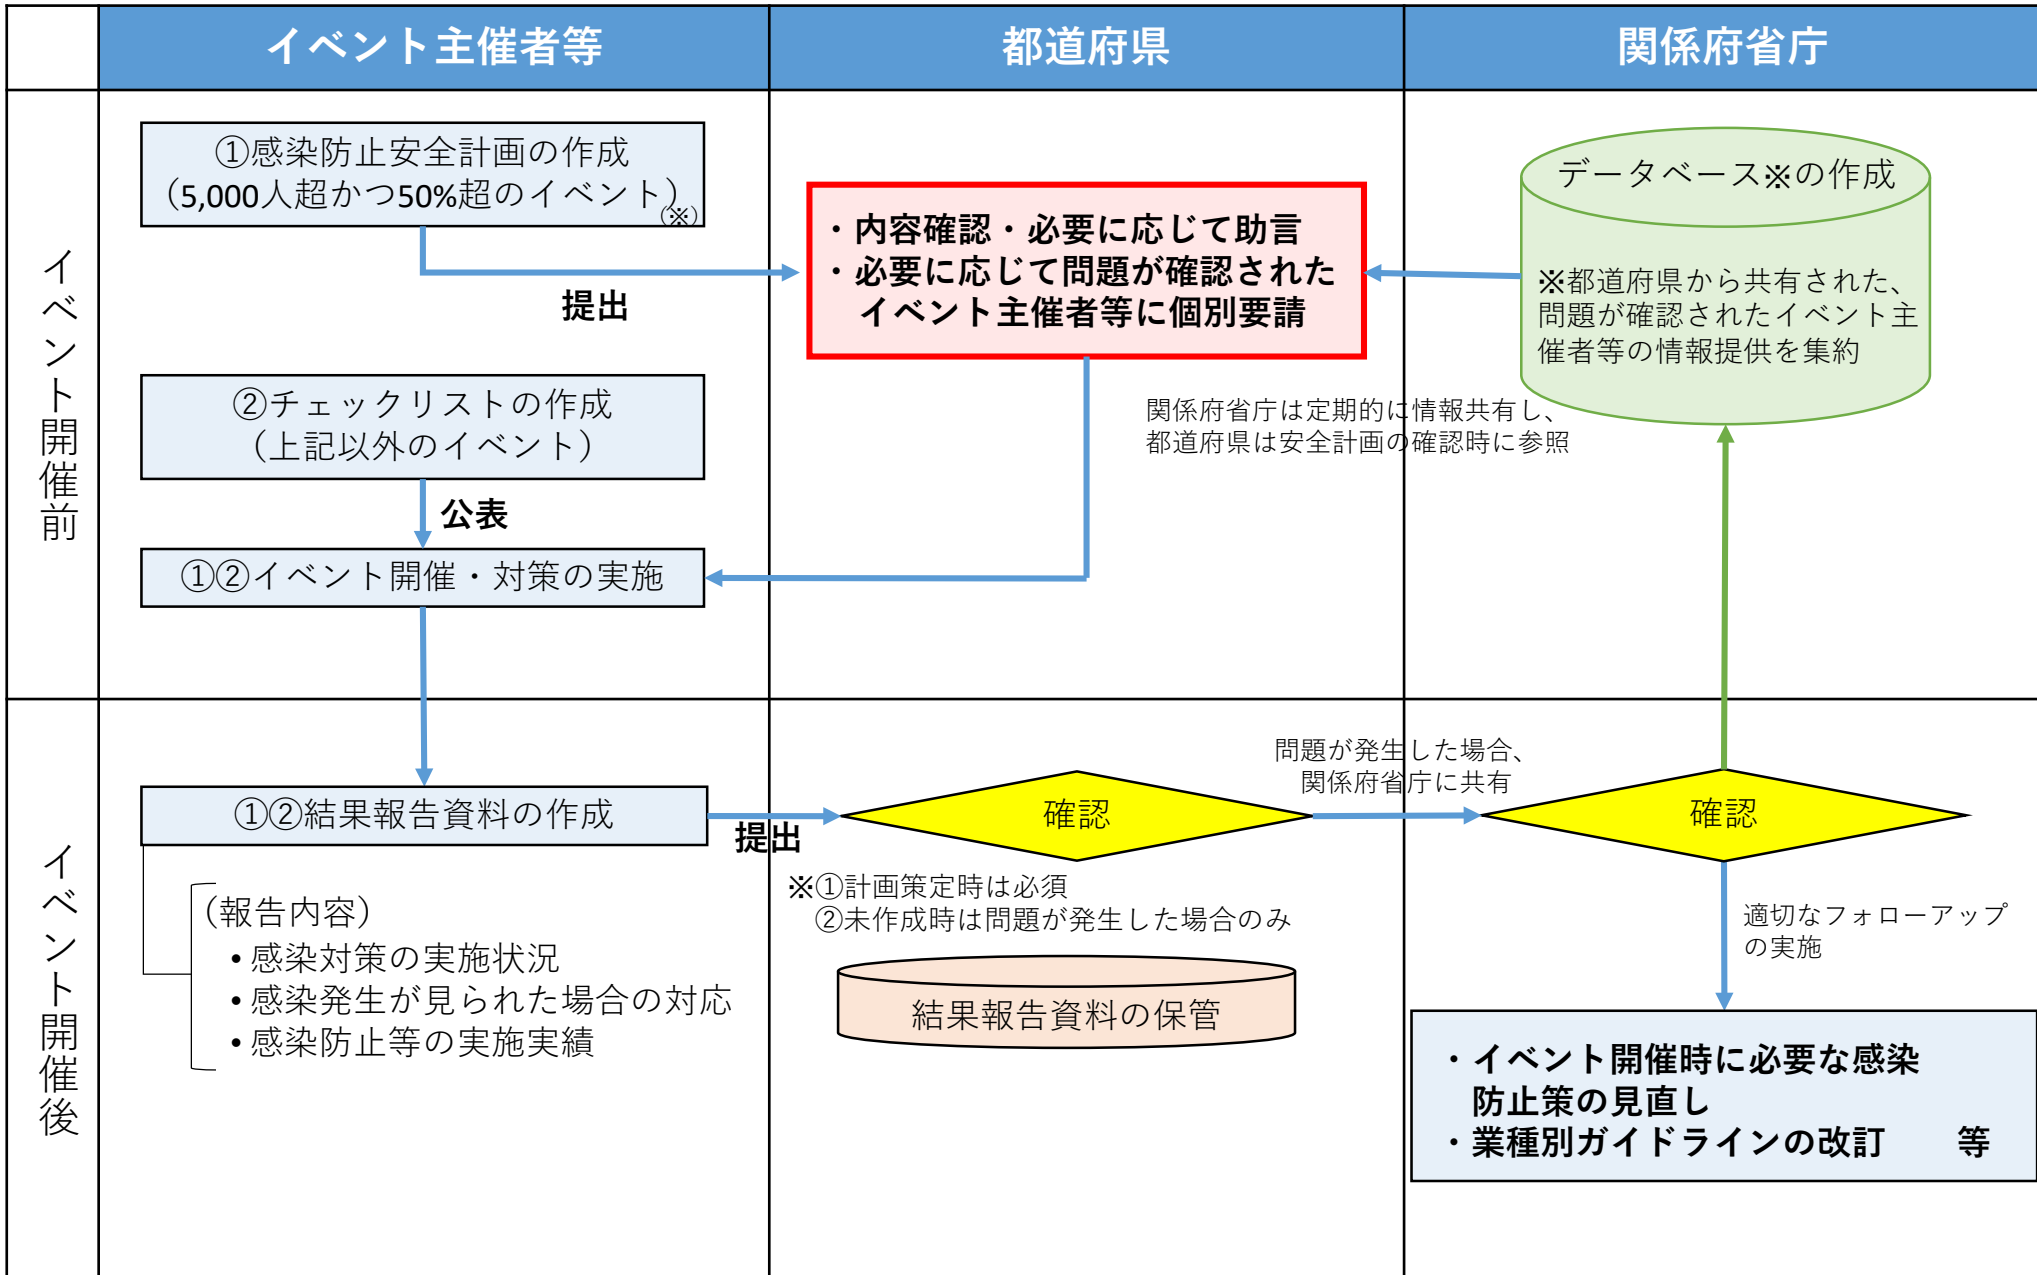 イベント主催者等
都道府県
関係府省庁
イベント開催前
①感染防止安全計画の作成
（5,000人超かつ50%超のイベント）
(※)
提出
・内容確認・必要に応じて助言
・必要に応じて問題が確認された
イベント主催者等に個別要請
データベース※の作成
※都道府県から共有された、
問題が確認されたイベント主
催者等の情報提供を集約
関係府省庁は定期的に情報共有し、
都道府県は安全計画の確認時に参照
②チェックリストの作成
（上記以外のイベント）
公表
①②イベント開催・対策の実施
イベント開催後
①②結果報告資料の作成
提出
確認
問題が発生した場合、
関係府省庁に共有
確認
（報告内容）
• 感染対策の実施状況
• 感染発生が見られた場合の対応
• 感染防止等の実施実績
※①計画策定時は必須
②未作成時は問題が発生した場合のみ
結果報告資料の保管
適切なフォローアップ
の実施
・イベント開催時に必要な感染
防止策の見直し
・業種別ガイドラインの改訂　　等